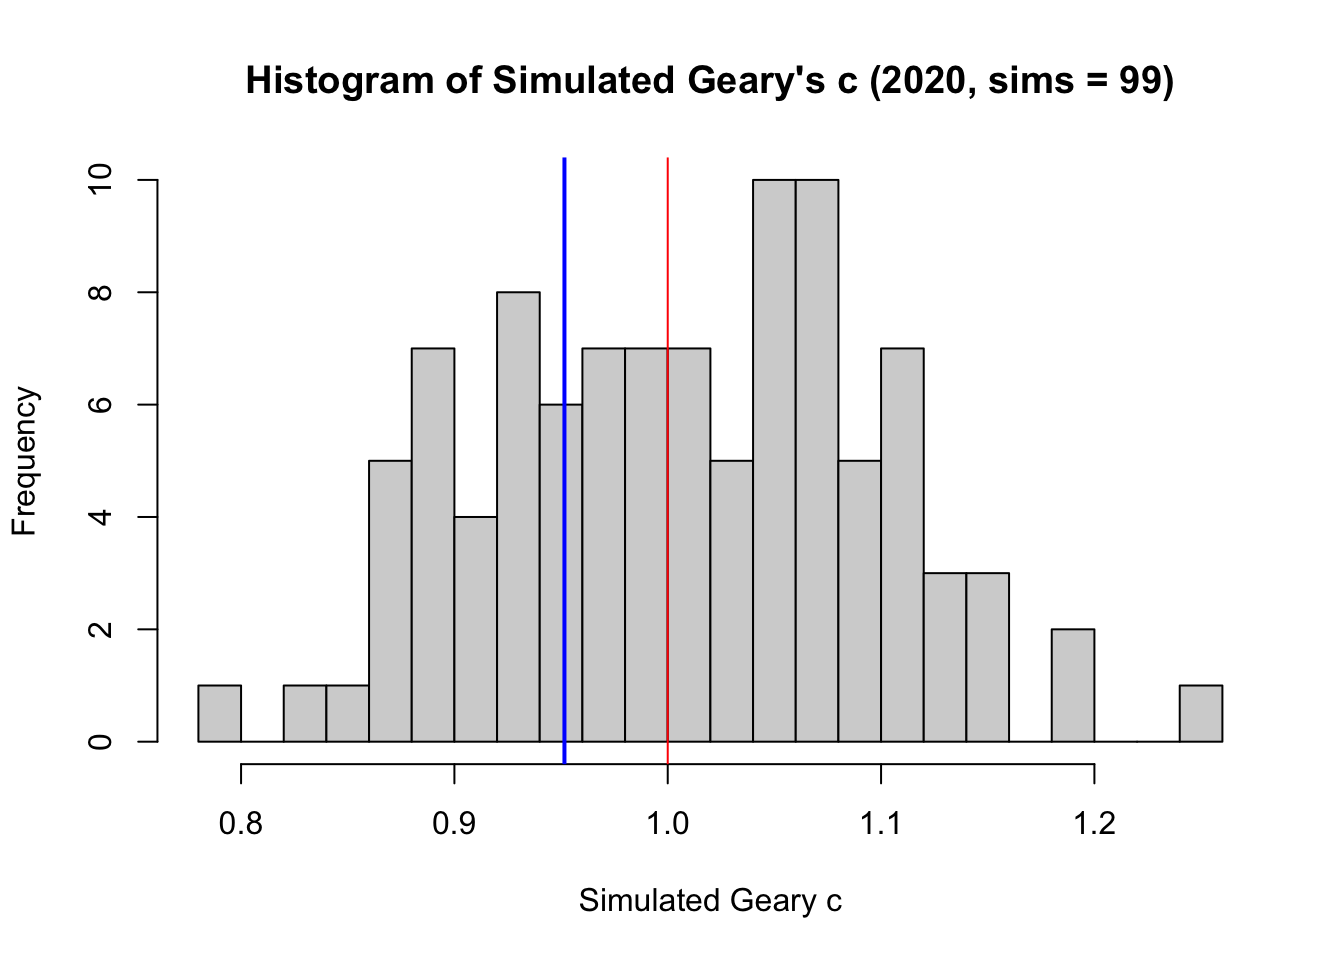 Histogram of Simulated Geary's c (2020, sims = 99)
10
8
6
4
2
0
Frequency
0.8 0.9 1.0 1.1 1.2
Simulated Geary c